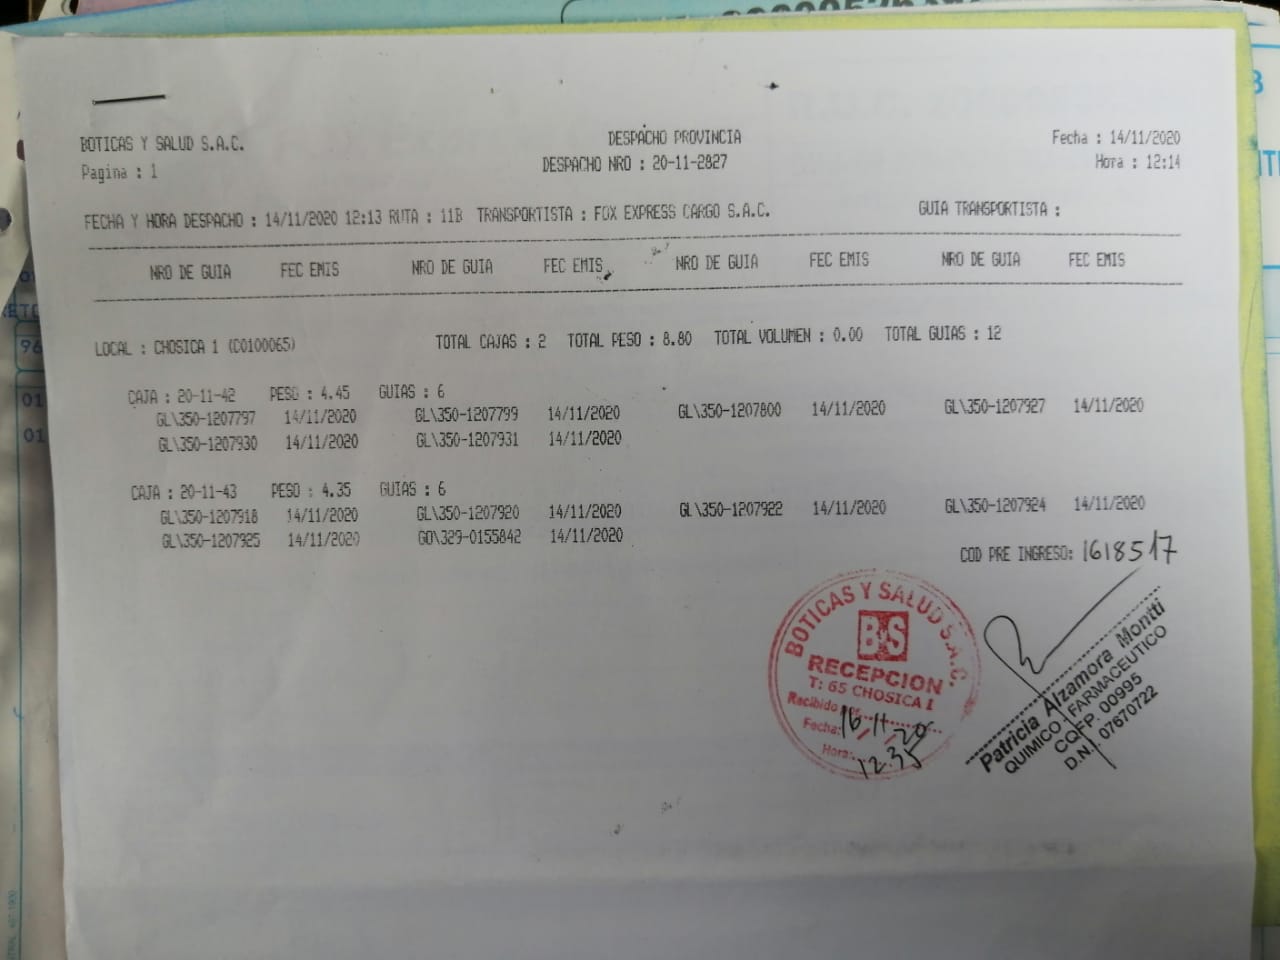 BOTICAS Y SALUD S.A.C. DESPACHO PROVINCIA Fecha : 14/11/2020
Pagina : 1 DESPACHO NRO : 20-11-2827 Hora : 12:14
FECHA Y HORA DESPACHO : 14/11/2020 12:13 RUTA : 11B TRANSPORTISTA : FOX EXPRESS CARGO S.A.C. GUIA TRANSPORTISTA :
NRO DE GUIA FEC EMIS NRO DE GUIA FEC EMIS NRO DE GUIA FEC EMIS NRO DE GUIA FEC EMIS
LOCAL : CHOSICA 1 (C0100065) TOTAL CAJAS : 2 TOTAL PESO : 8.80 TOTAL VOLUMEN : 0.00 TOTAL GUIAS : 12
CAJA : 20-11-42 PESO : 4.45 GUIAS : 6
GL\350-1207797 14/11/2020 GL\350-1207799 14/11/2020 GL\350-1207800 14/11/2020 GL\350-1207927 14/11/2020
GL\350-1207930 14/11/2020 GL\350-1207931 14/11/2020
CAJA : 20-11-43 PESO : 4.35 GUIAS : 6
GL\350-1207918 14/11/2020 GL\350-1207920 14/11/2020 GL\350-1207922 14/11/2020 GL\350-1207924 14/11/2020
GL\350-1207925 14/11/2020 GO\329-0155842 14/11/2020
COD PRE INGRESO: 1618517
BOTICAS Y SALUD S.A.C.
B&S
RECEPCION
T: 65 CHOSICA I
Recibido por:
Fecha: 16-11-20
Hora: 12.35
Patricia Alzamora Montti
QUIMICO - FARMACEUTICO
CQFP. 00995
D.N.I. 07670722